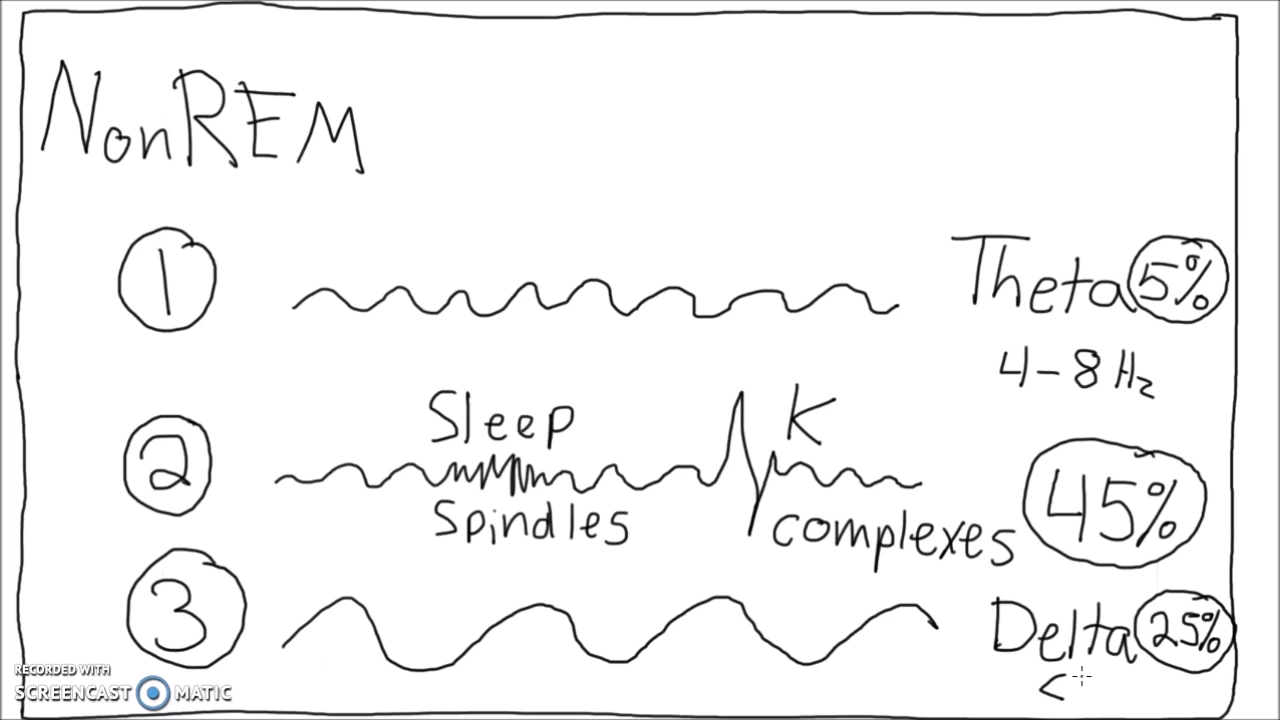 NonREM
1
Theta 5%
4-8 Hz
Sleep
K
2
45%
Spindles
complexes
3
Delta 25%
<
RECORDED WITH
SCREENCAST MATIC